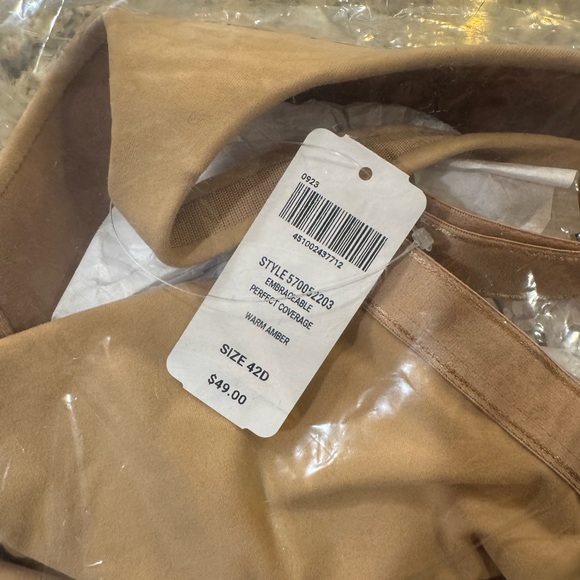 0923
451002437712
STYLE 570052203
EMBRACEABLE
PERFECT COVERAGE
WARM AMBER
SIZE 42D
$49.00